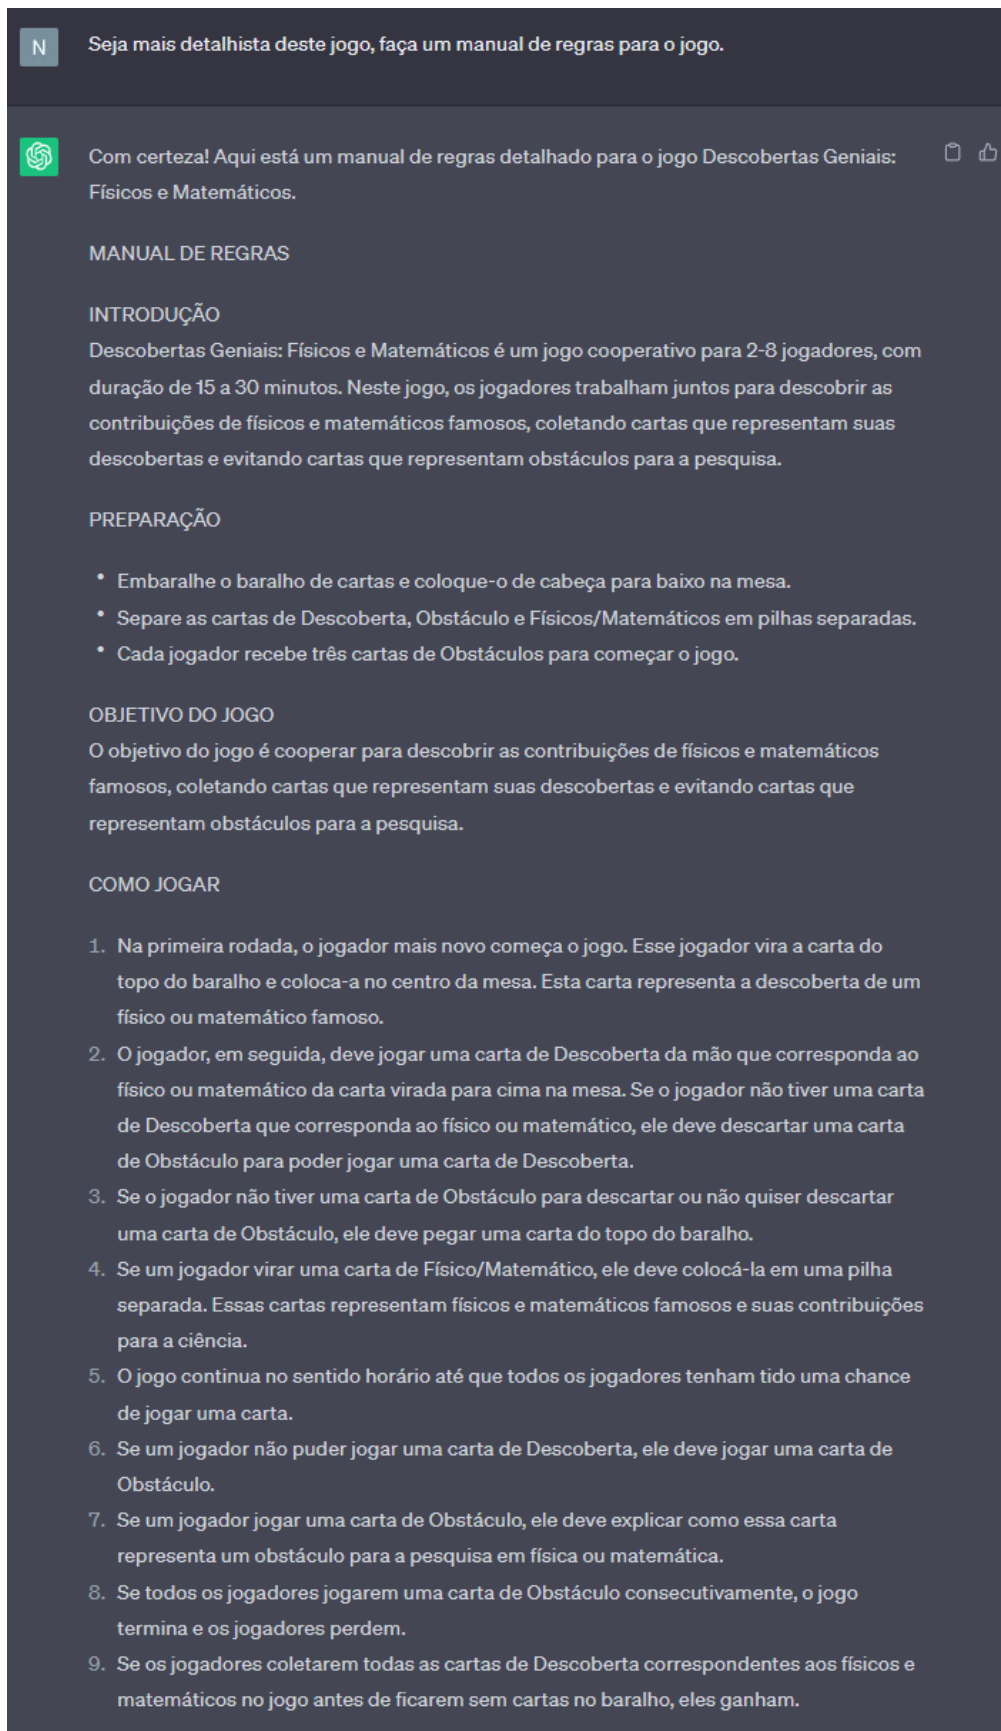 N
Seja mais detalhista deste jogo, faça um manual de regras para o jogo.
Com certeza! Aqui está um manual de regras detalhado para o jogo Descobertas Geniais:
Físicos e Matemáticos.
MANUAL DE REGRAS
INTRODUÇÃO
Descobertas Geniais: Físicos e Matemáticos é um jogo cooperativo para 2-8 jogadores, com
duração de 15 a 30 minutos. Neste jogo, os jogadores trabalham juntos para descobrir as
contribuições de físicos e matemáticos famosos, coletando cartas que representam suas
descobertas e evitando cartas que representam obstáculos para a pesquisa.
PREPARAÇÃO
• Embaralhe o baralho de cartas e coloque-o de cabeça para baixo na mesa.
• Separe as cartas de Descoberta, Obstáculo e Físicos/Matemáticos em pilhas separadas.
• Cada jogador recebe três cartas de Obstáculos para começar o jogo.
OBJETIVO DO JOGO
O objetivo do jogo é cooperar para descobrir as contribuições de físicos e matemáticos
famosos, coletando cartas que representam suas descobertas e evitando cartas que
representam obstáculos para a pesquisa.
COMO JOGAR
1. Na primeira rodada, o jogador mais novo começa o jogo. Esse jogador vira a carta do
topo do baralho e coloca-a no centro da mesa. Esta carta representa a descoberta de um
físico ou matemático famoso.
2. O jogador, em seguida, deve jogar uma carta de Descoberta da mão que corresponda ao
físico ou matemático da carta virada para cima na mesa. Se o jogador não tiver uma carta
de Descoberta que corresponda ao físico ou matemático, ele deve descartar uma carta
de Obstáculo para poder jogar uma carta de Descoberta.
3. Se o jogador não tiver uma carta de Obstáculo para descartar ou não quiser descartar
uma carta de Obstáculo, ele deve pegar uma carta do topo do baralho.
4. Se um jogador virar uma carta de Físico/Matemático, ele deve colocá-la em uma pilha
separada. Essas cartas representam físicos e matemáticos famosos e suas contribuições
para a ciência.
5. O jogo continua no sentido horário até que todos os jogadores tenham tido uma chance
de jogar uma carta.
6. Se um jogador não puder jogar uma carta de Descoberta, ele deve jogar uma carta de
Obstáculo.
7. Se um jogador jogar uma carta de Obstáculo, ele deve explicar como essa carta
representa um obstáculo para a pesquisa em física ou matemática.
8. Se todos os jogadores jogarem uma carta de Obstáculo consecutivamente, o jogo
termina e os jogadores perdem.
9. Se os jogadores coletarem todas as cartas de Descoberta correspondentes aos físicos e
matemáticos no jogo antes de ficarem sem cartas no baralho, eles ganham.